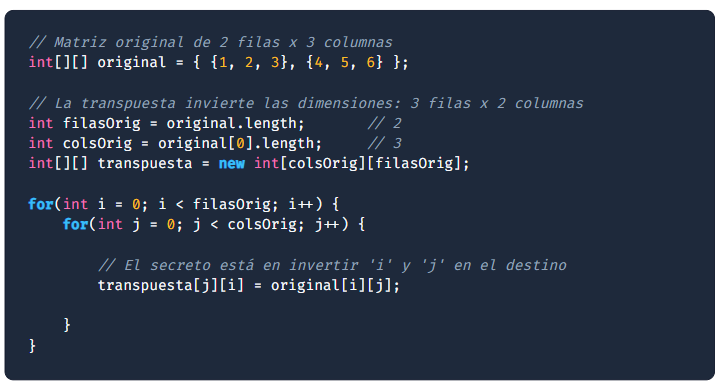 // Matriz original de 2 filas x 3 columnas
int[][] original = { {1, 2, 3}, {4, 5, 6} };
// La transpuesta invierte las dimensiones: 3 filas x 2 columnas
int filasOrig = original.length;       // 2
int colsOrig = original[0].length;     // 3
int[][] transpuesta = new int[colsOrig][filasOrig];
for(int i = 0; i < filasOrig; i++) {
    for(int j = 0; j < colsOrig; j++) {
        // El secreto está en invertir 'i' y 'j' en el destino
        transpuesta[j][i] = original[i][j];
    }
}